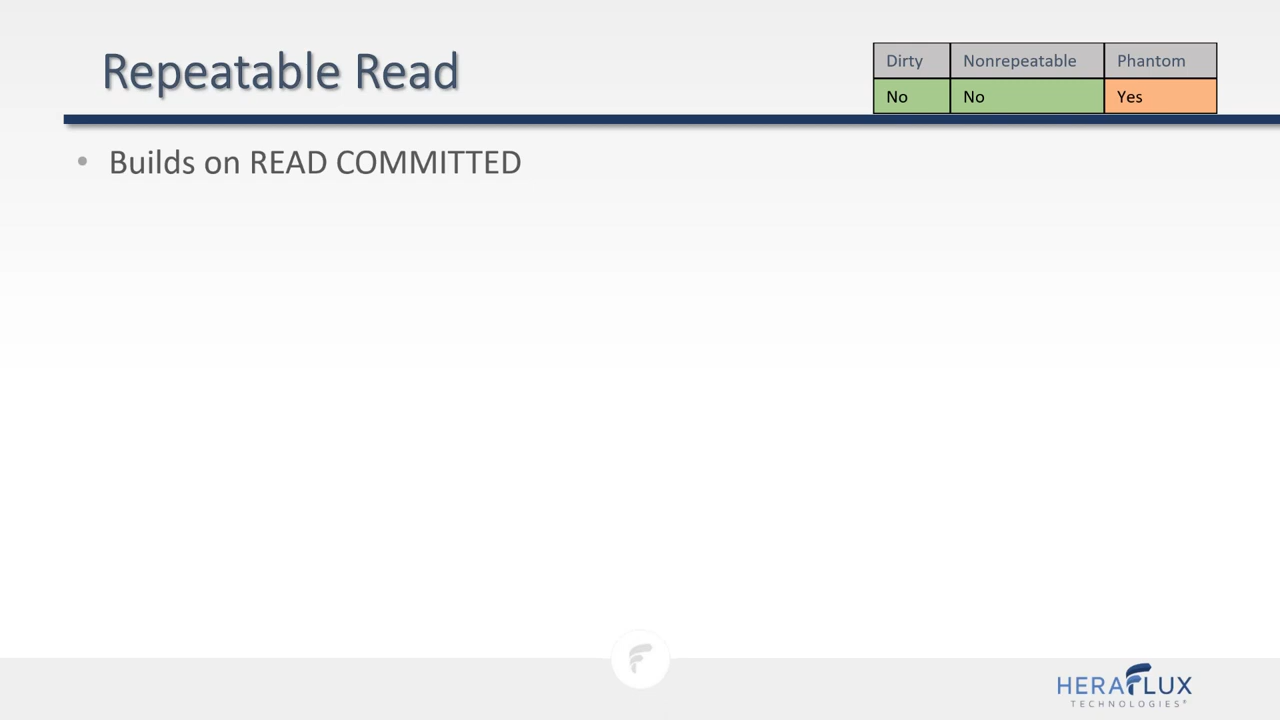 Repeatable Read
Dirty Nonrepeatable Phantom
No No Yes
• Builds on READ COMMITTED
HERAFLUX
TECHNOLOGIES®